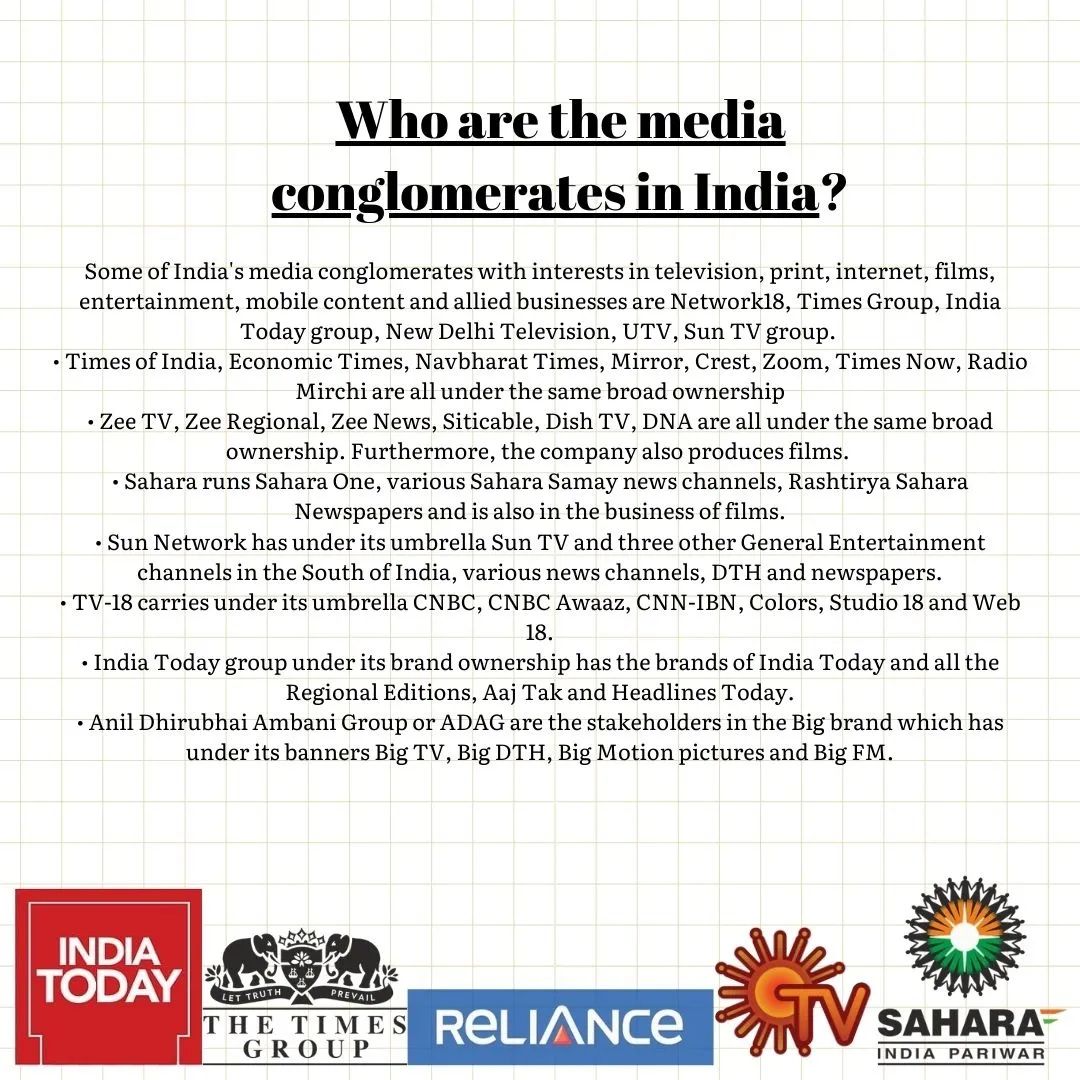 Who are the media
conglomerates in India?
Some of India's media conglomerates with interests in television, print, internet, films,
entertainment, mobile content and allied businesses are Network18, Times Group, India
Today group, New Delhi Television, UTV, Sun TV group.
• Times of India, Economic Times, Navbharat Times, Mirror, Crest, Zoom, Times Now, Radio
Mirchi are all under the same broad ownership
• Zee TV, Zee Regional, Zee News, Siticable, Dish TV, DNA are all under the same broad
ownership. Furthermore, the company also produces films.
• Sahara runs Sahara One, various Sahara Samay news channels, Rashtirya Sahara
Newspapers and is also in the business of films.
• Sun Network has under its umbrella Sun TV and three other General Entertainment
channels in the South of India, various news channels, DTH and newspapers.
• TV-18 carries under its umbrella CNBC, CNBC Awaaz, CNN-IBN, Colors, Studio 18 and Web
18.
• India Today group under its brand ownership has the brands of India Today and all the
Regional Editions, Aaj Tak and Headlines Today.
• Anil Dhirubhai Ambani Group or ADAG are the stakeholders in the Big brand which has
under its banners Big TV, Big DTH, Big Motion pictures and Big FM.
INDIA
TODAY
LET TRUTH PREVAIL
THE TIMES
GROUP
RELIANCE
TV
SAHARA
INDIA PARIWAR